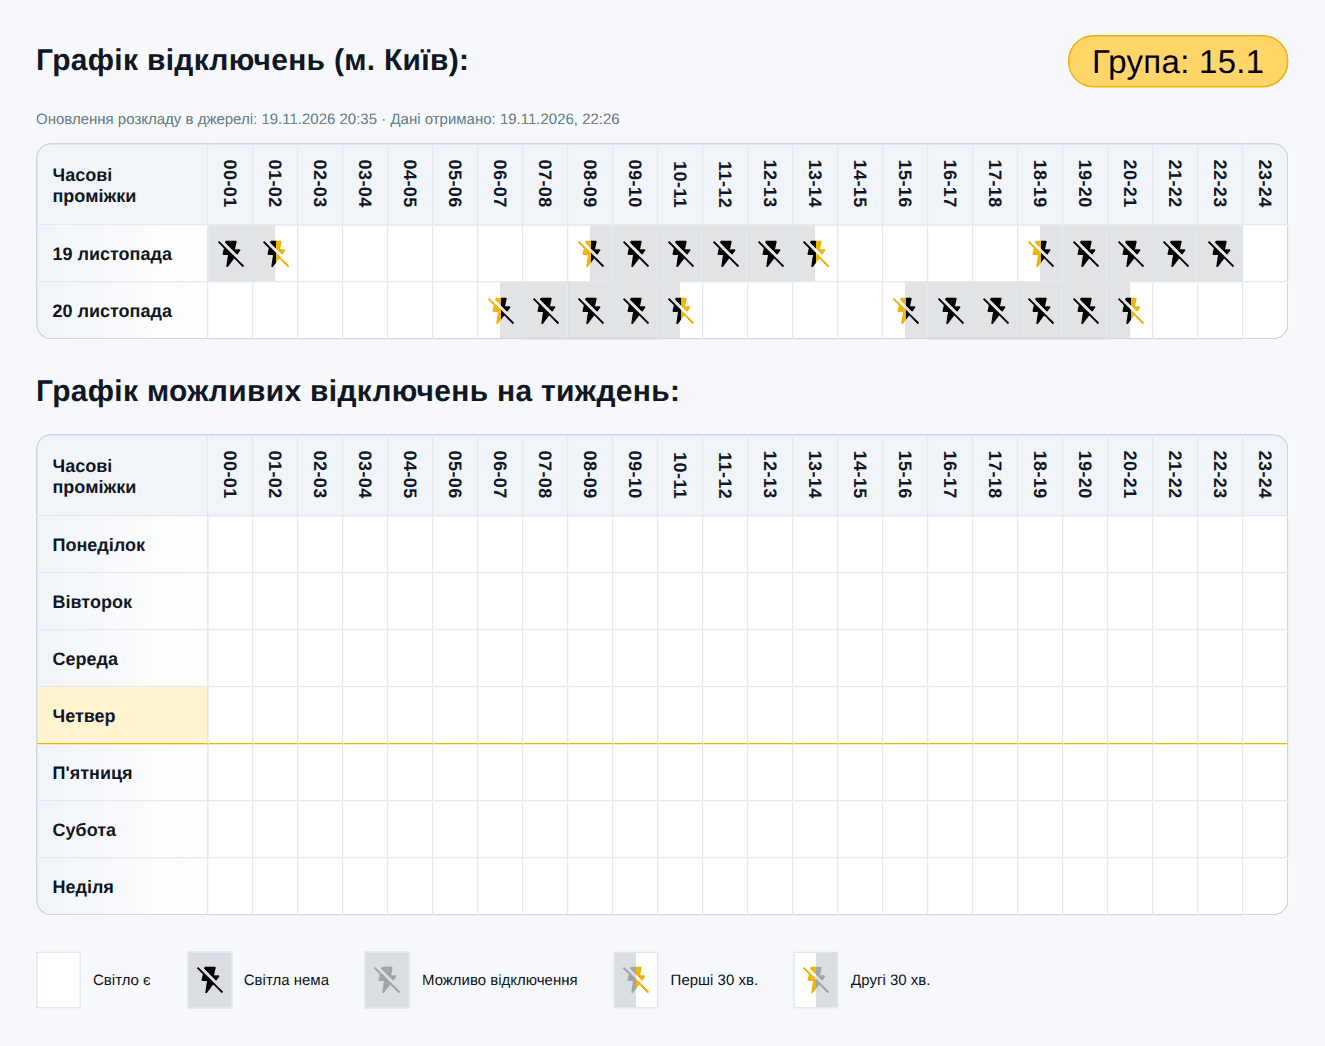 Графік відключень (м. Київ):
Група: 15.1
Оновлення розкладу в джерелі: 19.11.2026 20:35 · Дані отримано: 19.11.2026, 22:26
Часові
проміжки
00-01 01-02 02-03 03-04 04-05 05-06 06-07 07-08 08-09 09-10 10-11 11-12 12-13 13-14 14-15 15-16 16-17 17-18 18-19 19-20 20-21 21-22 22-23 23-24
19 листопада
20 листопада
Графік можливих відключень на тиждень:
Часові
проміжки
00-01 01-02 02-03 03-04 04-05 05-06 06-07 07-08 08-09 09-10 10-11 11-12 12-13 13-14 14-15 15-16 16-17 17-18 18-19 19-20 20-21 21-22 22-23 23-24
Понеділок
Вівторок
Середа
Четвер
П'ятниця
Субота
Неділя
Світло є Світла нема Можливо відключення Перші 30 хв. Другі 30 хв.